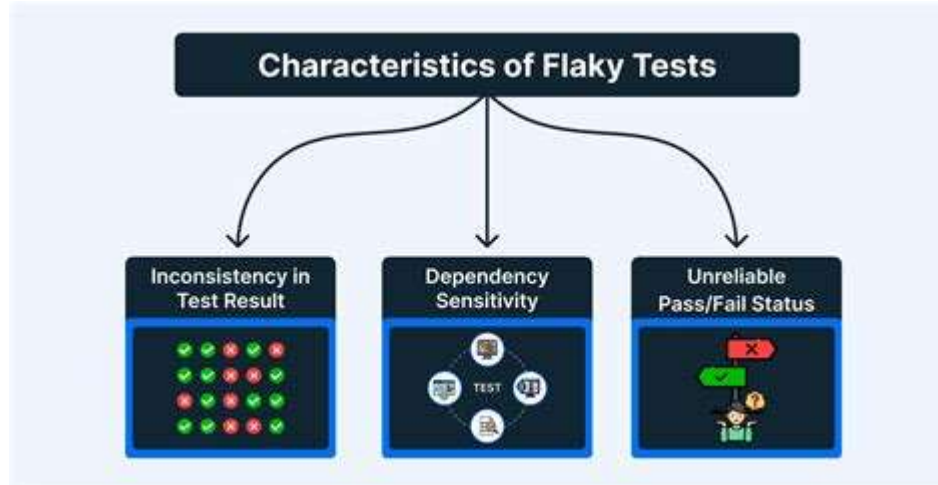 Characteristics of Flaky Tests
Inconsistency in
Test Result
Dependency
Sensitivity
TEST
Unreliable
Pass/Fail Status
?